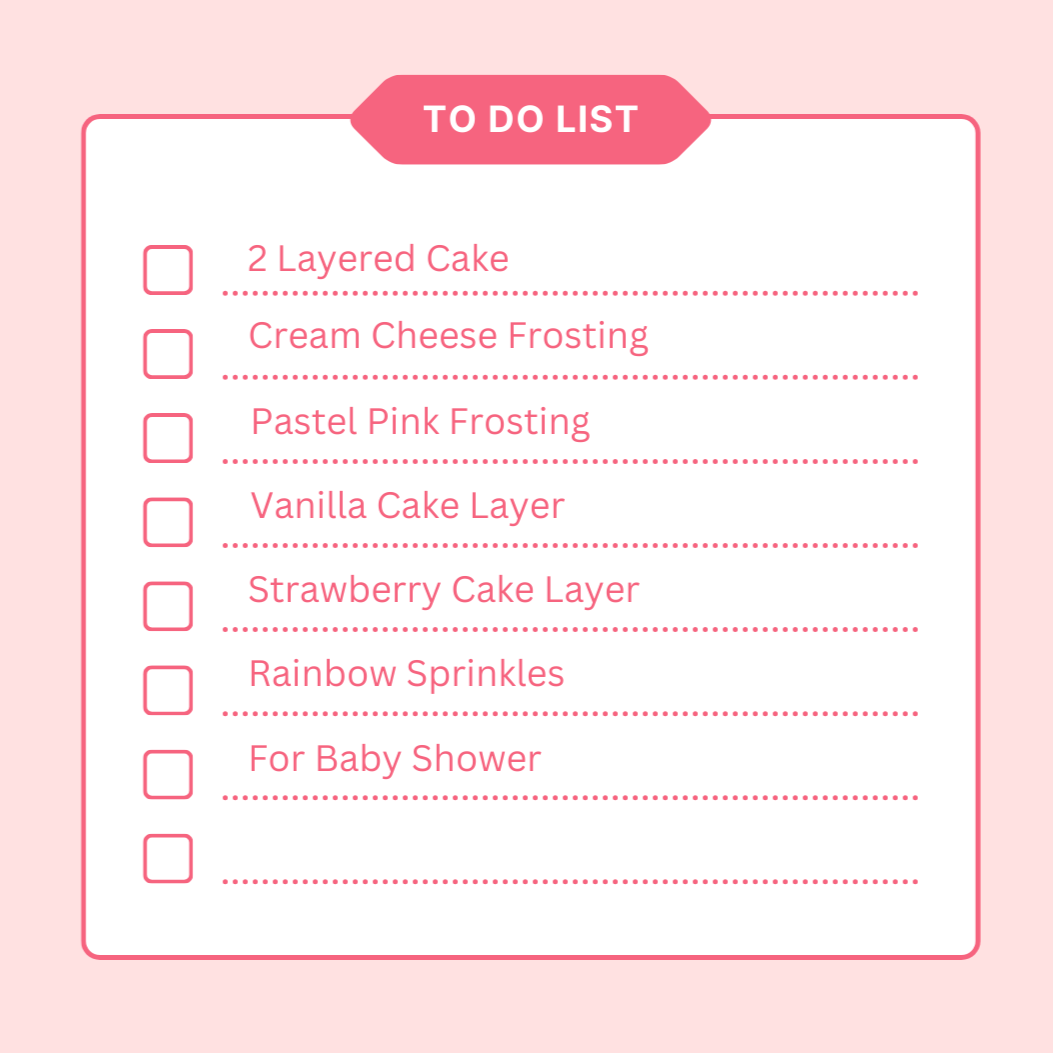 TO DO LIST
2 Layered Cake
Cream Cheese Frosting
Pastel Pink Frosting
Vanilla Cake Layer
Strawberry Cake Layer
Rainbow Sprinkles
For Baby Shower